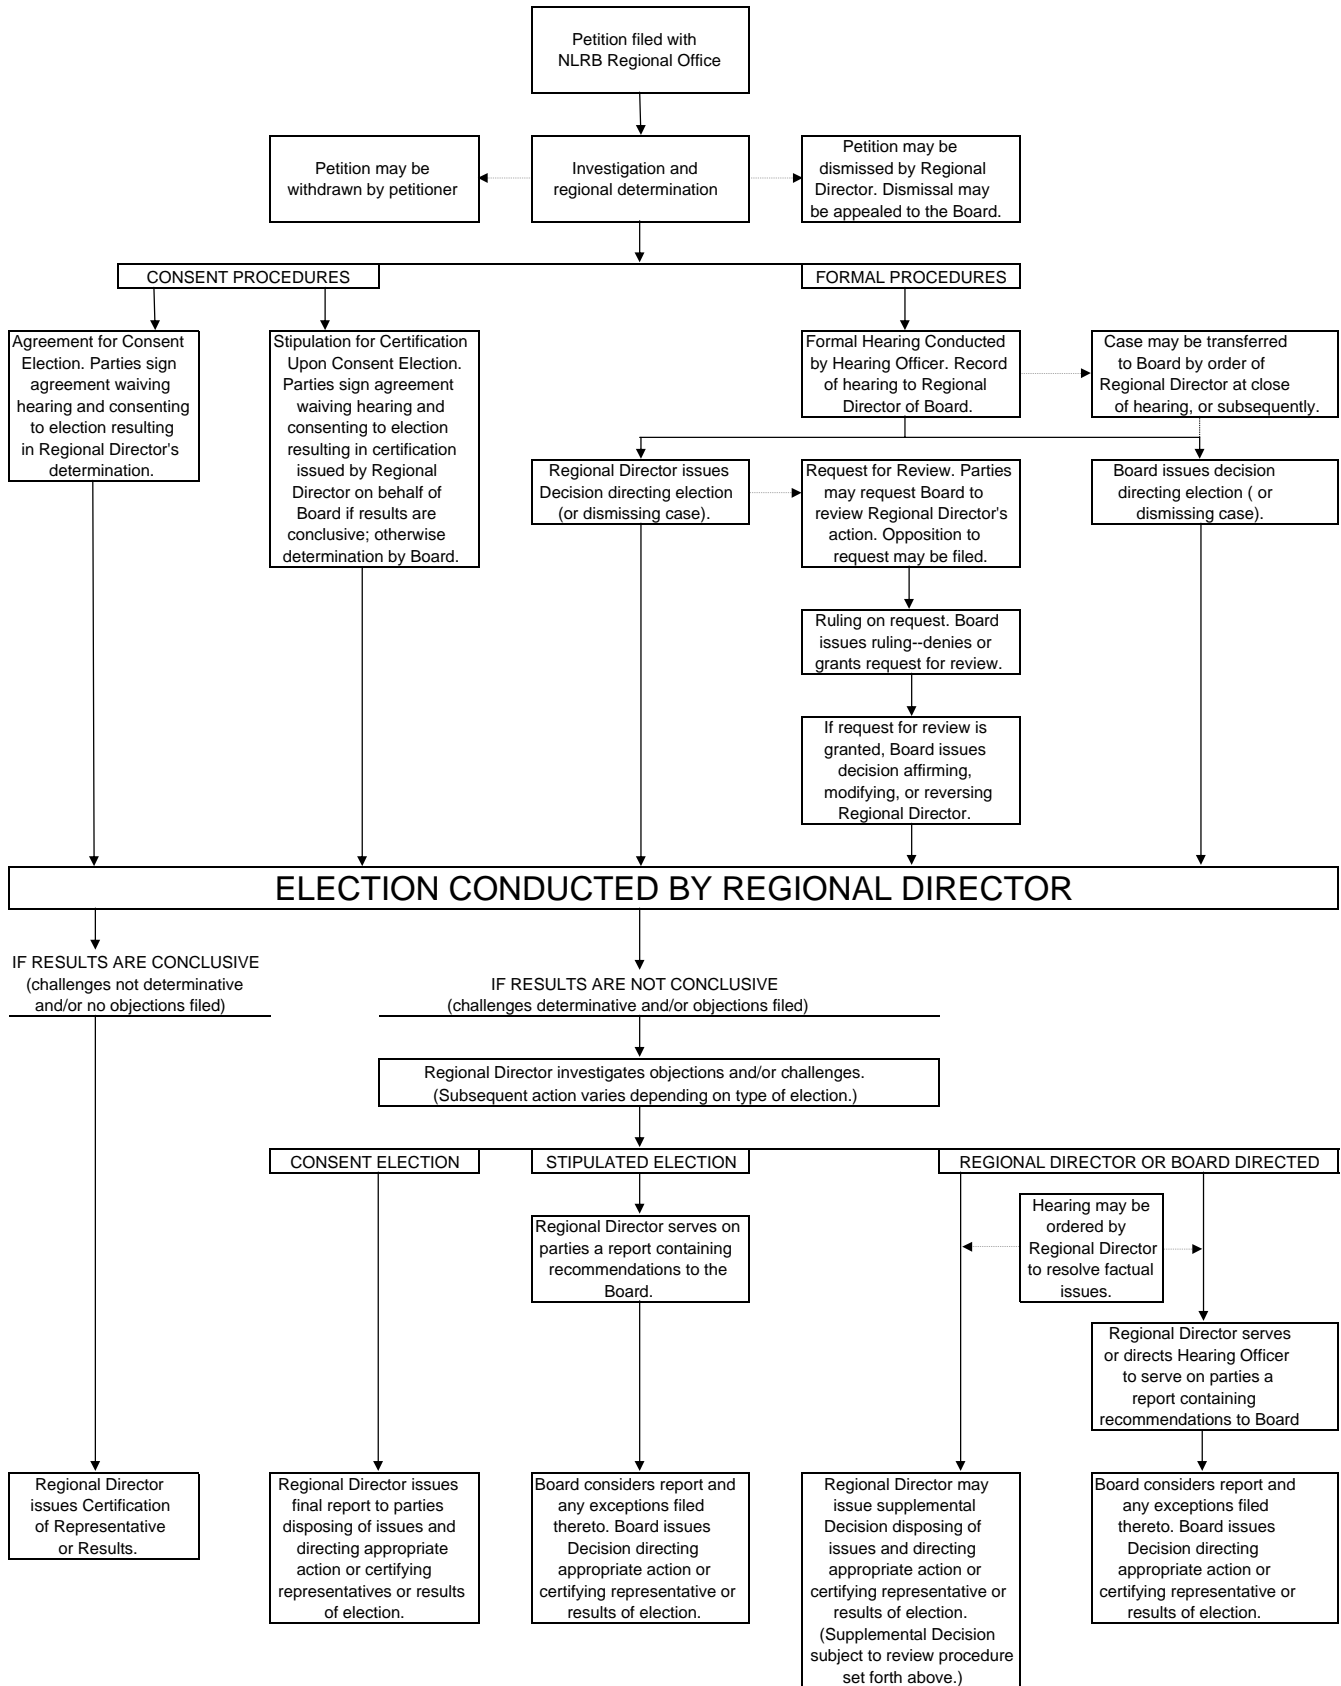 Petition filed with
NLRB Regional Office
Petition may be
withdrawn by petitioner
Investigation and
regional determination
Petition may be
dismissed by Regional
Director. Dismissal may
be appealed to the Board.
CONSENT PROCEDURES
FORMAL PROCEDURES
Agreement for Consent
Election. Parties sign
agreement waiving
hearing and consenting
to election resulting
in Regional Director's
determination.
Stipulation for Certification
Upon Consent Election.
Parties sign agreement
waiving hearing and
consenting to election
resulting in certification
issued by Regional
Director on behalf of
Board if results are
conclusive; otherwise
determination by Board.
Formal Hearing Conducted
by Hearing Officer. Record
of hearing to Regional
Director of Board.
Case may be transferred
to Board by order of
Regional Director at close
of hearing, or subsequently.
Regional Director issues
Decision directing election
(or dismissing case).
Request for Review. Parties
may request Board to
review Regional Director's
action. Opposition to
request may be filed.
Board issues decision
directing election ( or
dismissing case).
Ruling on request. Board
issues ruling--denies or
grants request for review.
If request for review is
granted, Board issues
decision affirming,
modifying, or reversing
Regional Director.
ELECTION CONDUCTED BY REGIONAL DIRECTOR
IF RESULTS ARE CONCLUSIVE
(challenges not determinative
and/or no objections filed)
IF RESULTS ARE NOT CONCLUSIVE
(challenges determinative and/or objections filed)
Regional Director investigates objections and/or challenges.
(Subsequent action varies depending on type of election.)
CONSENT ELECTION
STIPULATED ELECTION
REGIONAL DIRECTOR OR BOARD DIRECTED
Regional Director serves on
parties a report containing
recommendations to the
Board.
Hearing may be
ordered by
Regional Director
to resolve factual
issues.
Regional Director serves
or directs Hearing Officer
to serve on parties a
report containing
recommendations to Board
Regional Director
issues Certification
of Representative
or Results.
Regional Director issues
final report to parties
disposing of issues and
directing appropriate
action or certifying
representatives or results
of election.
Board considers report and
any exceptions filed
thereto. Board issues
Decision directing
appropriate action or
certifying representative or
results of election.
Regional Director may
issue supplemental
Decision disposing of
issues and directing
appropriate action or
certifying representative or
results of election.
(Supplemental Decision
subject to review procedure
set forth above.)
Board considers report and
any exceptions filed
thereto. Board issues
Decision directing
appropriate action or
certifying representative or
results of election.